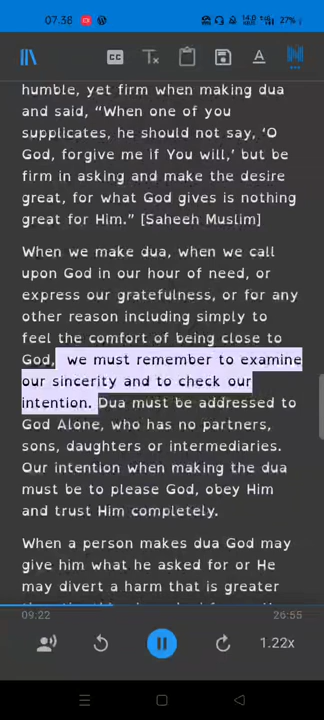 07.38
27%
CC
humble, yet firm when making dua
and said, “When one of you
supplicates, he should not say, ‘O
God, forgive me if You will,’ but be
firm in asking and make the desire
great, for what God gives is nothing
great for Him.” [Saheeh Muslim]
When we make dua, when we call
upon God in our hour of need, or
express our gratefulness, or for any
other reason including simply to
feel the comfort of being close to
God, we must remember to examine
our sincerity and to check our
intention. Dua must be addressed to
God Alone, who has no partners,
sons, daughters or intermediaries.
Our intention when making the dua
must be to please God, obey Him
and trust Him completely.
When a person makes dua God may
give him what he asked for or He
may divert a harm that is greater
09:22
26:55
1.22x